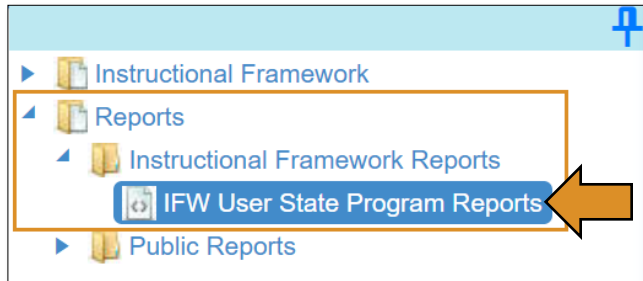 Instructional Framework
Reports
Instructional Framework Reports
IFW User State Program Reports
Public Reports